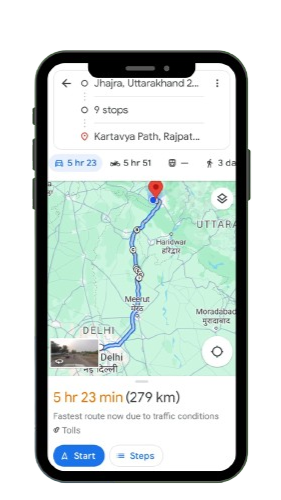 Jhajra, Uttarakhand 2...
9 stops
Kartavya Path, Rajpat...
5 hr 23
5 hr 51
—
3 da
UTTARA
Haridwar
हरिद्वार
Meerut
मेरठ
Moradabad
मुरादाबाद
DELHI
Delhi
नई दिल्ली
5 hr 23 min (279 km)
Fastest route now due to traffic conditions
Tolls
Start
Steps